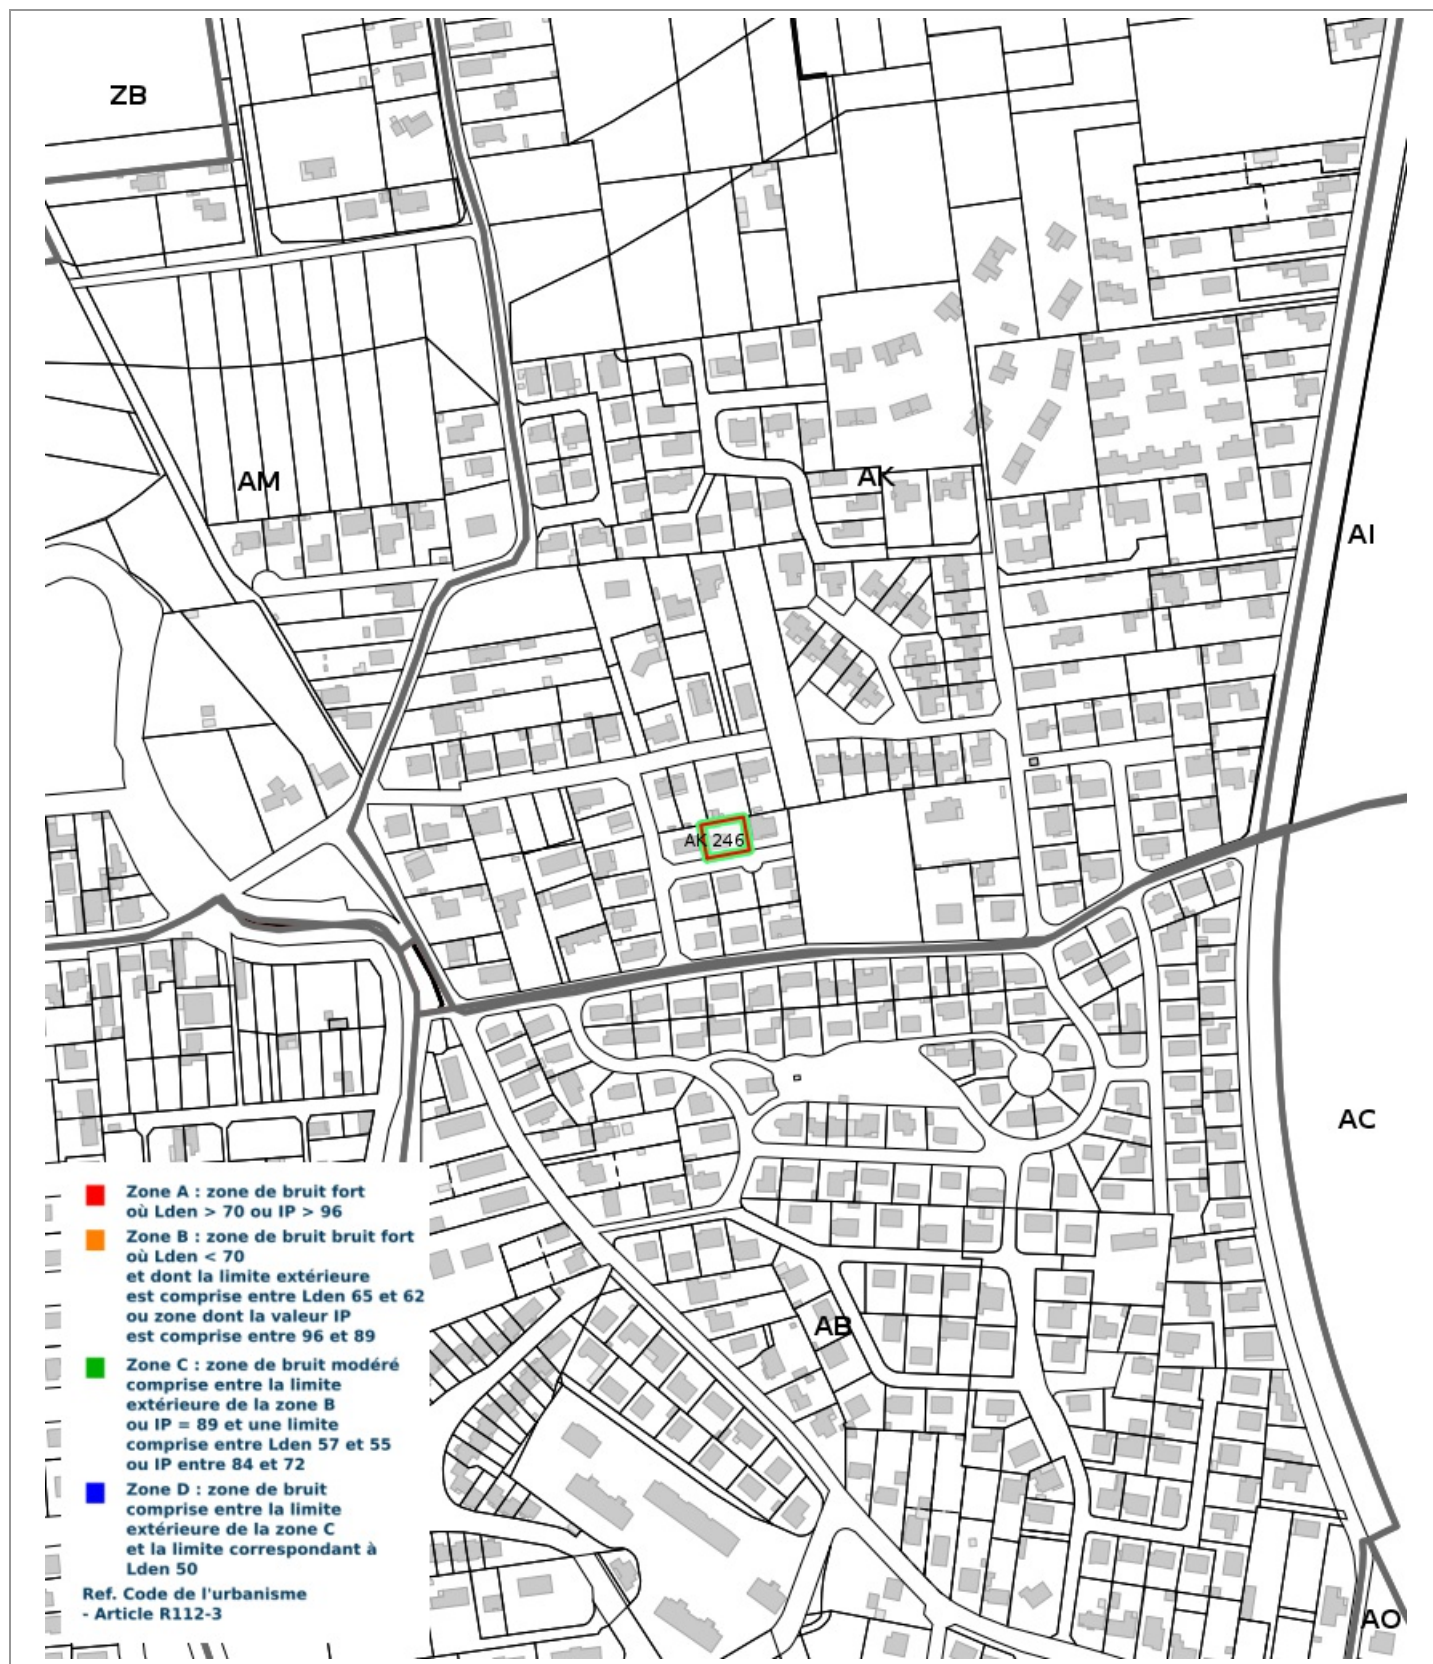 ZB
AM
AK
AI
AK 246
AC
Zone A : zone de bruit fort
où Lden > 70 ou IP > 96
Zone B : zone de bruit bruit fort
où Lden < 70
et dont la limite extérieure
est comprise entre Lden 65 et 62
ou zone dont la valeur IP
est comprise entre 96 et 89
AB
Zone C : zone de bruit modéré
comprise entre la limite
extérieure de la zone B
ou IP = 89 et une limite
comprise entre Lden 57 et 55
ou IP entre 84 et 72
Zone D : zone de bruit
comprise entre la limite
extérieure de la zone C
et la limite correspondant à
Lden 50
Ref. Code de l'urbanisme
- Article R112-3
AO